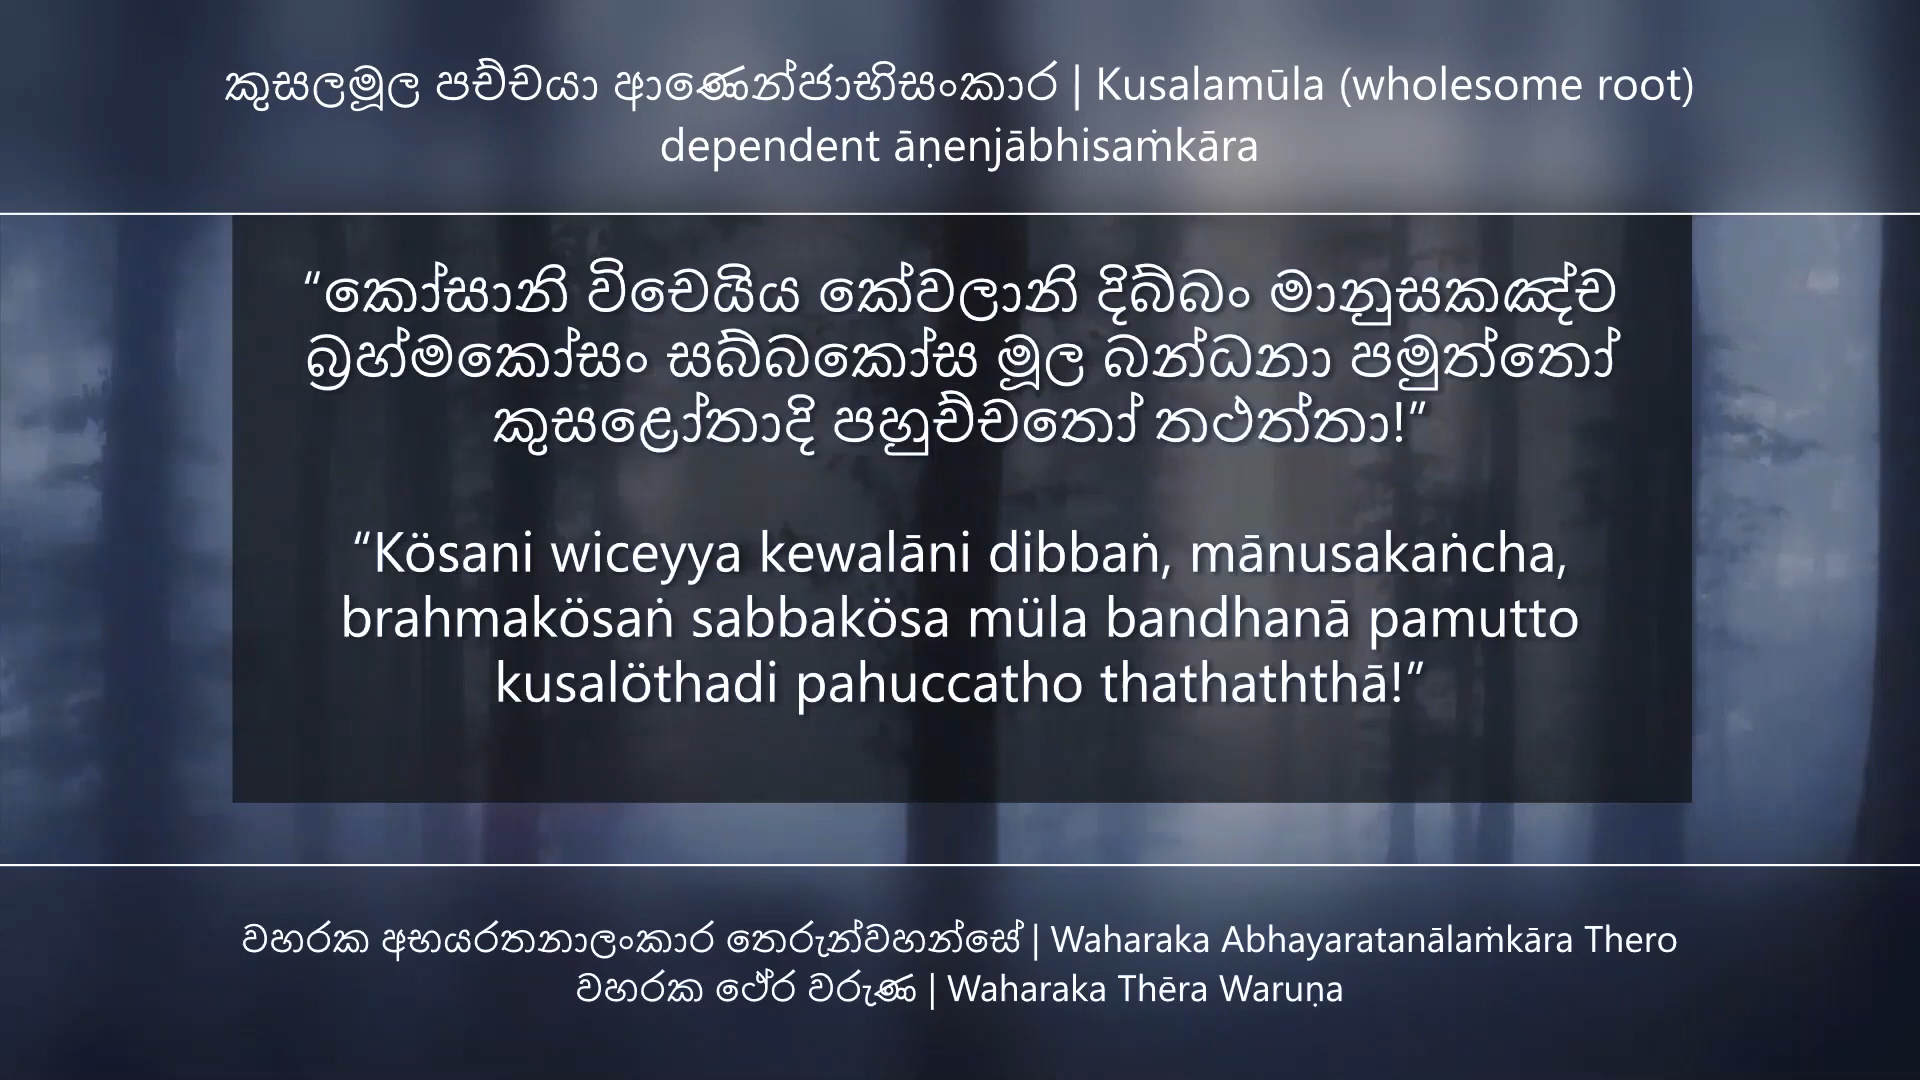 කුසලමූල පච්චයා ආණෙන්ජාභිසංකාර | Kusalamūla (wholesome root)
dependent āṇenjābhisaṁkāra
“කෝසානි විචෙයිය කේවලානි දිබ්බං මානුසකඤ්ච
බ්‍රහ්මකෝසං සබ්බකෝස මූල බන්ධනා පමුත්තෝ
කුසළෝතාදි පහුච්චතෝ තථත්තා!”
“Kösani wiceyya kewalāni dibbaṅ, mānusakaṅcha,
brahmakösaṅ sabbakösa müla bandhanā pamutto
kusalöthadi pahuccatho thathaththā!”
වහරක අභයරතනාලංකාර තෙරුන්වහන්සේ | Waharaka Abhayaratanālaṁkāra Thero
වහරක ථේර වරුණ | Waharaka Thēra Waruṇa